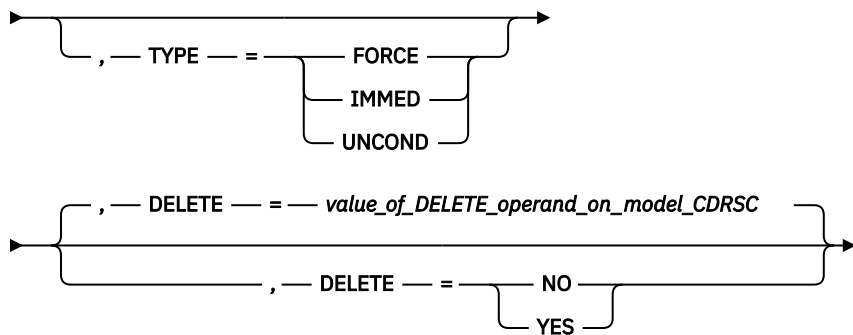 , TYPE = FORCE
IMMED
UNCOND
, DELETE = value_of_DELETE_operand_on_model_CDRSC
, DELETE = NO
YES